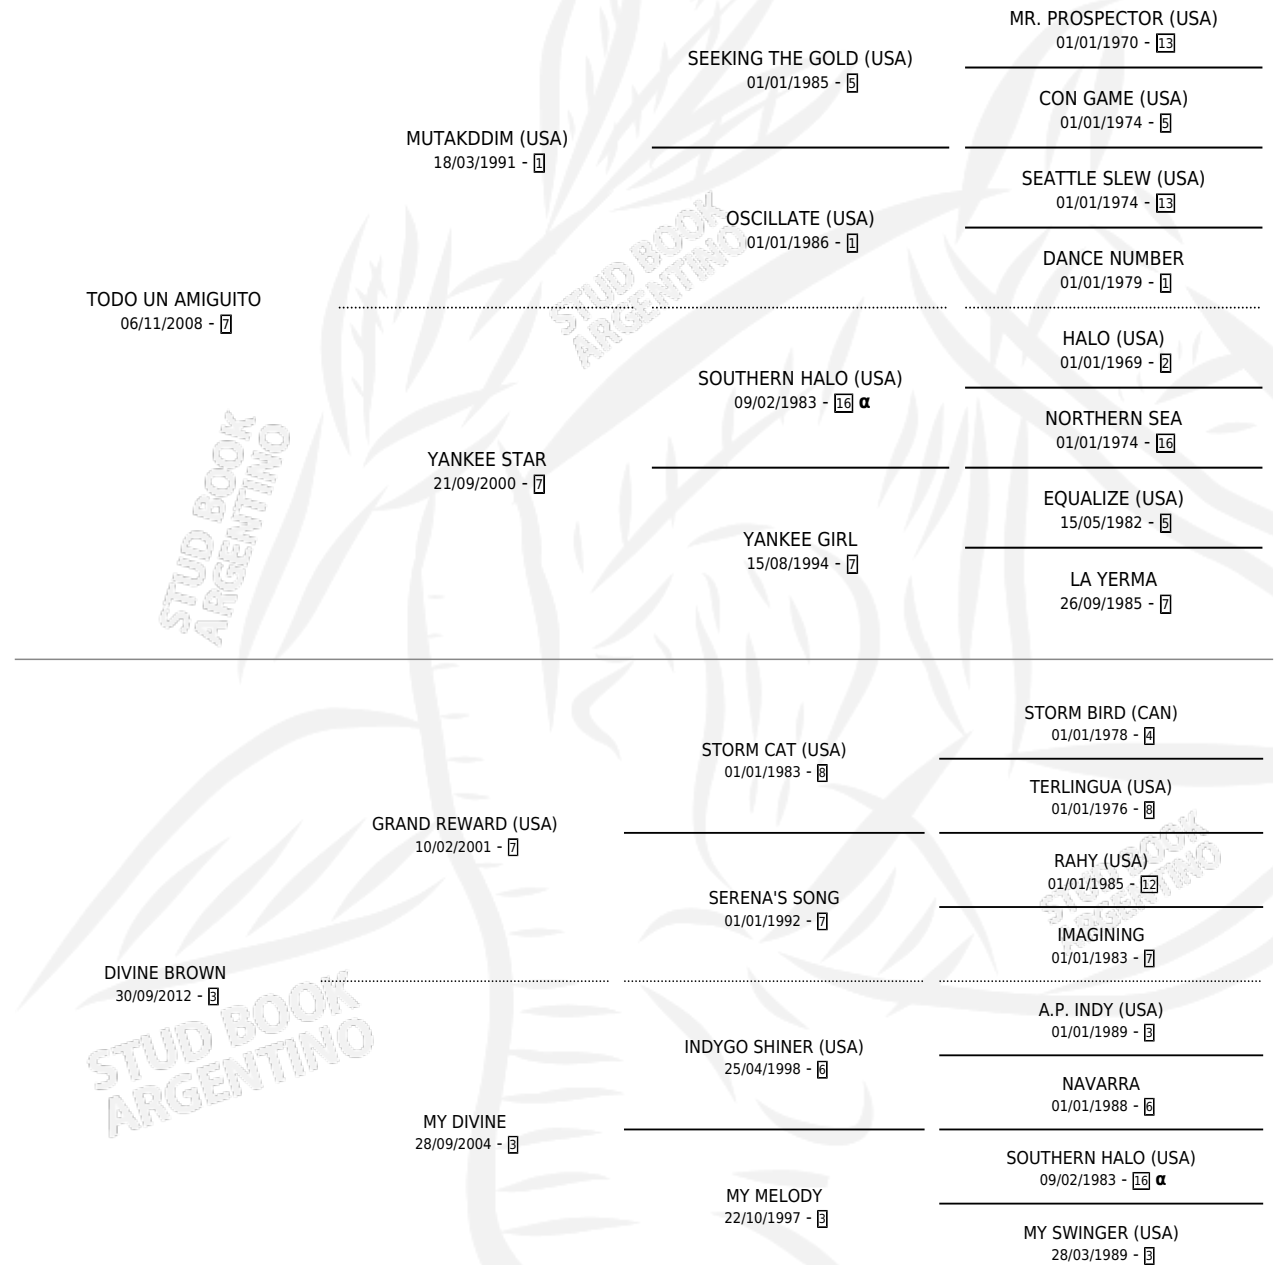 MR. PROSPECTOR (USA)
01/01/1970 - 13
SEEKING THE GOLD (USA)
01/01/1985 - 5
CON GAME (USA)
01/01/1974 - 5
MUTAKDDIM (USA)
18/03/1991 - 1
SEATTLE SLEW (USA)
01/01/1974 - 13
OSCILLATE (USA)
01/01/1986 - 1
DANCE NUMBER
01/01/1979 - 1
TODO UN AMIGUITO
06/11/2008 - 7
HALO (USA)
01/01/1969 - 2
SOUTHERN HALO (USA)
09/02/1983 - 16 α
NORTHERN SEA
01/01/1974 - 16
YANKEE STAR
21/09/2000 - 7
EQUALIZE (USA)
15/05/1982 - 5
YANKEE GIRL
15/08/1994 - 7
LA YERMA
26/09/1985 - 7
STUD BOOK
ARGENTINO
STUD BOOK
ARGENTINO
STORM BIRD (CAN)
01/01/1978 - 4
STORM CAT (USA)
01/01/1983 - 8
TERLINGUA (USA)
01/01/1976 - 8
GRAND REWARD (USA)
10/02/2001 - 7
RAHY (USA)
01/01/1985 - 12
SERENA'S SONG
01/01/1992 - 7
IMAGINING
01/01/1983 - 7
DIVINE BROWN
30/09/2012 - 3
A.P. INDY (USA)
01/01/1989 - 3
INDYGO SHINER (USA)
25/04/1998 - 6
NAVARRA
01/01/1988 - 6
MY DIVINE
28/09/2004 - 3
SOUTHERN HALO (USA)
09/02/1983 - 16 α
MY MELODY
22/10/1997 - 3
MY SWINGER (USA)
28/03/1989 - 3
STUD BOOK
ARGENTINO
STUD BOOK
ARGENTINO